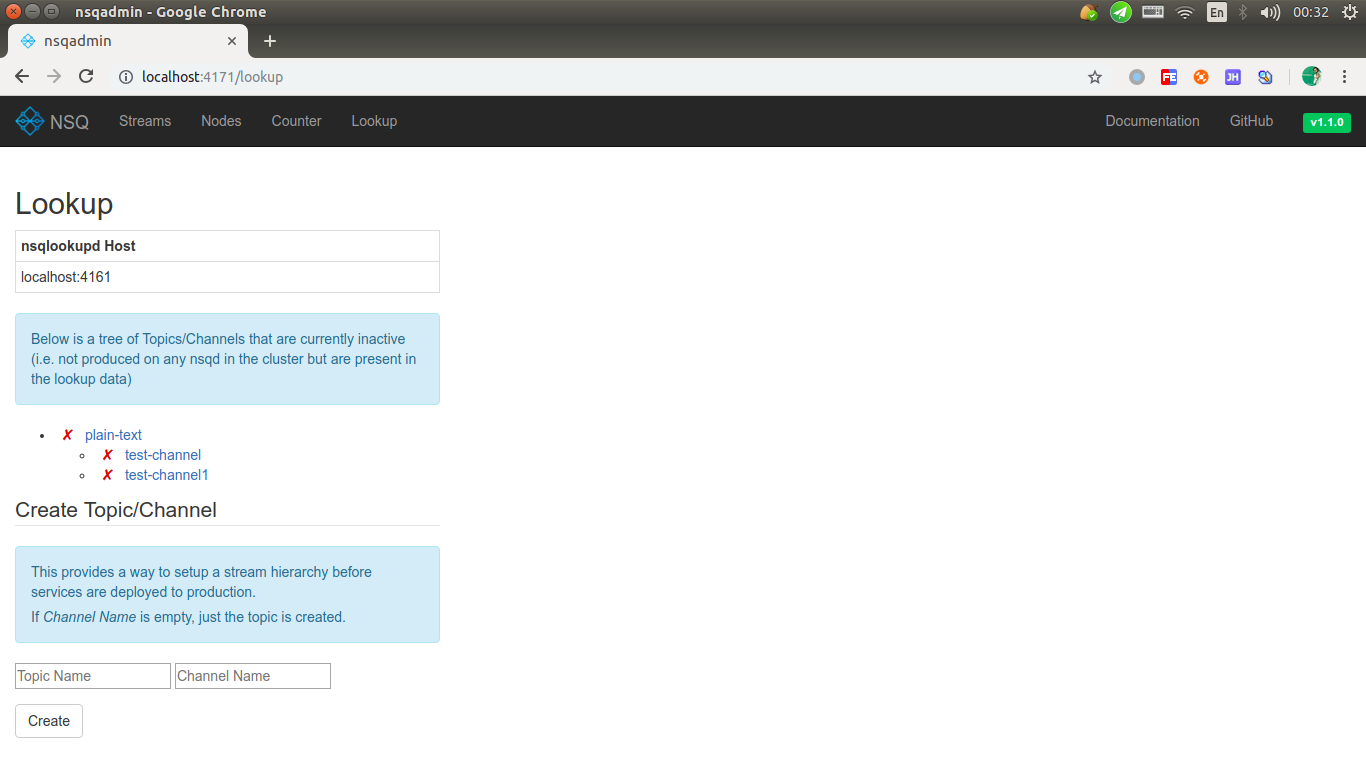 nsqadmin - Google Chrome
En
00:32
nsqadmin
localhost:4171/lookup
FE
JH
NSQ
Streams
Nodes
Counter
Lookup
Documentation
GitHub
v1.1.0
Lookup
nsqlookupd Host
localhost:4161
Below is a tree of Topics/Channels that are currently inactive
(i.e. not produced on any nsqd in the cluster but are present in
the lookup data)
✗ plain-text
✗ test-channel
✗ test-channel1
Create Topic/Channel
This provides a way to setup a stream hierarchy before
services are deployed to production.
If Channel Name is empty, just the topic is created.
Topic Name
Channel Name
Create